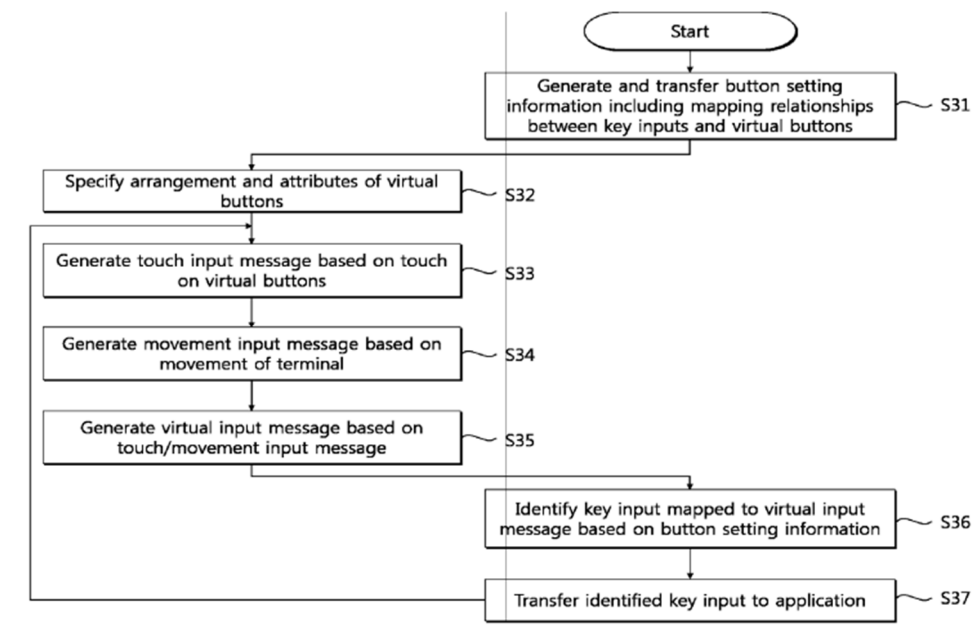 Start
Generate and transfer button setting
information including mapping relationships
between key inputs and virtual buttons
S31
Specify arrangement and attributes of virtual
buttons
S32
Generate touch input message based on touch
on virtual buttons
S33
Generate movement input message based on
movement of terminal
S34
Generate virtual input message based on
touch/movement input message
S35
Identify key input mapped to virtual input
message based on button setting information
S36
Transfer identified key input to application
S37